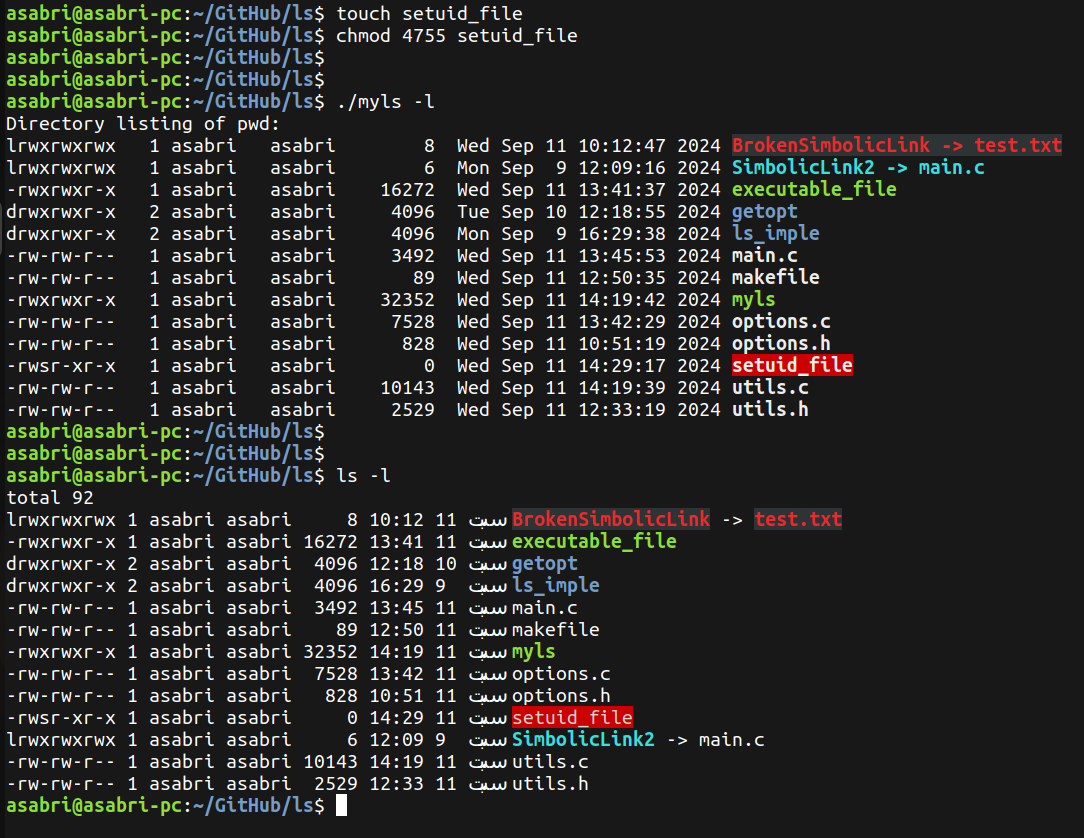 asabri@asabri-pc:~/GitHub/ls$ touch setuid_file
asabri@asabri-pc:~/GitHub/ls$ chmod 4755 setuid_file
asabri@asabri-pc:~/GitHub/ls$
asabri@asabri-pc:~/GitHub/ls$
asabri@asabri-pc:~/GitHub/ls$ ./myls -l
Directory listing of pwd:
lrwxrwxrwx   1 asabri   asabri        8  Wed Sep 11 10:12:47 2024 BrokenSimbolicLink -> test.txt
lrwxrwxrwx   1 asabri   asabri        6  Mon Sep  9 12:09:16 2024 SimbolicLink2 -> main.c
-rwxrwxr-x   1 asabri   asabri    16272  Wed Sep 11 13:41:37 2024 executable_file
drwxrwxr-x   2 asabri   asabri     4096  Tue Sep 10 12:18:55 2024 getopt
drwxrwxr-x   2 asabri   asabri     4096  Mon Sep  9 16:29:38 2024 ls_imple
-rw-rw-r--   1 asabri   asabri     3492  Wed Sep 11 13:45:53 2024 main.c
-rw-rw-r--   1 asabri   asabri       89  Wed Sep 11 12:50:35 2024 makefile
-rwxrwxr-x   1 asabri   asabri    32352  Wed Sep 11 14:19:42 2024 myls
-rw-rw-r--   1 asabri   asabri     7528  Wed Sep 11 13:42:29 2024 options.c
-rw-rw-r--   1 asabri   asabri      828  Wed Sep 11 10:51:19 2024 options.h
-rwsr-xr-x   1 asabri   asabri        0  Wed Sep 11 14:29:17 2024 setuid_file
-rw-rw-r--   1 asabri   asabri    10143  Wed Sep 11 14:19:39 2024 utils.c
-rw-rw-r--   1 asabri   asabri     2529  Wed Sep 11 12:33:19 2024 utils.h
asabri@asabri-pc:~/GitHub/ls$
asabri@asabri-pc:~/GitHub/ls$
asabri@asabri-pc:~/GitHub/ls$ ls -l
total 92
lrwxrwxrwx 1 asabri asabri     8 10:12 11 سبت BrokenSimbolicLink -> test.txt
-rwxrwxr-x 1 asabri asabri 16272 13:41 11 سبت executable_file
drwxrwxr-x 2 asabri asabri  4096 12:18 10 سبت getopt
drwxrwxr-x 2 asabri asabri  4096 16:29 9  سبت ls_imple
-rw-rw-r-- 1 asabri asabri  3492 13:45 11 سبت main.c
-rw-rw-r-- 1 asabri asabri    89 12:50 11 سبت makefile
-rwxrwxr-x 1 asabri asabri 32352 14:19 11 سبت myls
-rw-rw-r-- 1 asabri asabri  7528 13:42 11 سبت options.c
-rw-rw-r-- 1 asabri asabri   828 10:51 11 سبت options.h
-rwsr-xr-x 1 asabri asabri     0 14:29 11 سبت setuid_file
lrwxrwxrwx 1 asabri asabri     6 12:09 9  سبت SimbolicLink2 -> main.c
-rw-rw-r-- 1 asabri asabri 10143 14:19 11 سبت utils.c
-rw-rw-r-- 1 asabri asabri  2529 12:33 11 سبت utils.h
asabri@asabri-pc:~/GitHub/ls$